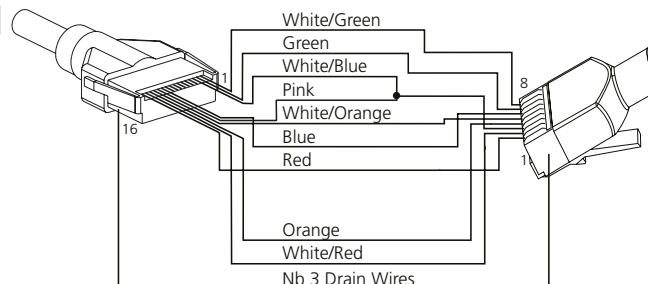 White/Green
Green
White/Blue
Pink
White/Orange
Blue
Red
Orange
White/Red
Nb 3 Drain Wires
1
16
8
1